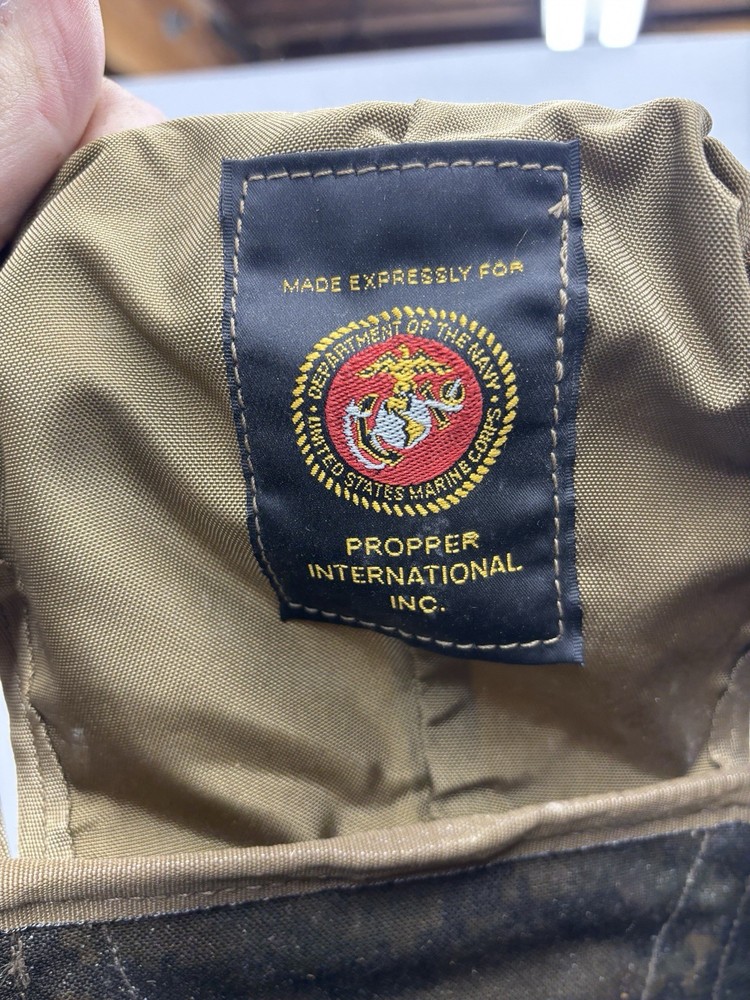 MADE EXPRESSLY FOR
DEPARTMENT OF THE NAVY
UNITED STATES MARINE CORPS
PROPPER
INTERNATIONAL
INC.